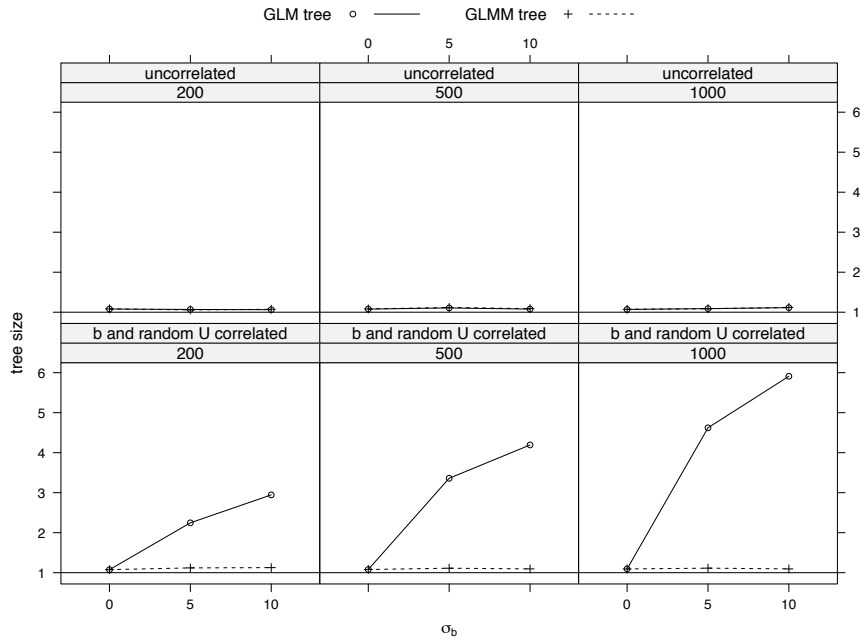 GLM tree GLMM tree
0 5 10
uncorrelated uncorrelated uncorrelated
200 500 1000
6
5
4
3
2
1
tree size
b and random U correlated b and random U correlated b and random U correlated
200 500 1000
6
5
4
3
2
1
0 5 10 0 5 10
σb